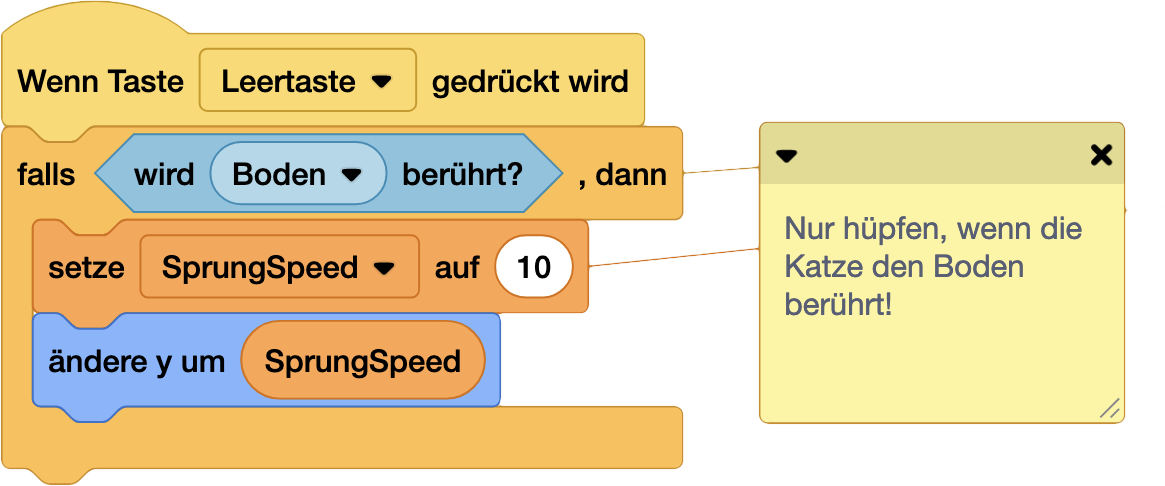 Wenn Taste Leertaste gedrückt wird
falls wird Boden berührt? , dann
setze SprungSpeed auf 10
ändere y um SprungSpeed
Nur hüpfen, wenn die
Katze den Boden
berührt!